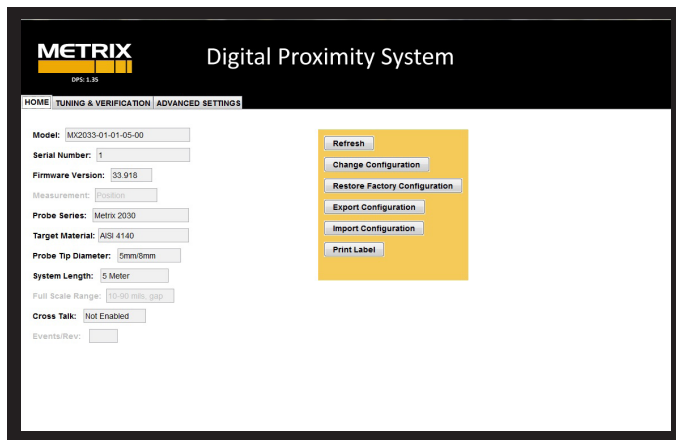 METRIX
Digital Proximity System
DPS: 1.35
HOME TUNING & VERIFICATION ADVANCED SETTINGS
Model: MX2033-01-01-05-00
Serial Number: 1
Firmware Version: 33.918
Measurement: Position
Probe Series: Metrix 2030
Target Material: AISI 4140
Probe Tip Diameter: 5mm/8mm
System Length: 5 Meter
Full Scale Range: 10-90 mils, gap
Cross Talk: Not Enabled
Events/Rev:
Refresh
Change Configuration
Restore Factory Configuration
Export Configuration
Import Configuration
Print Label